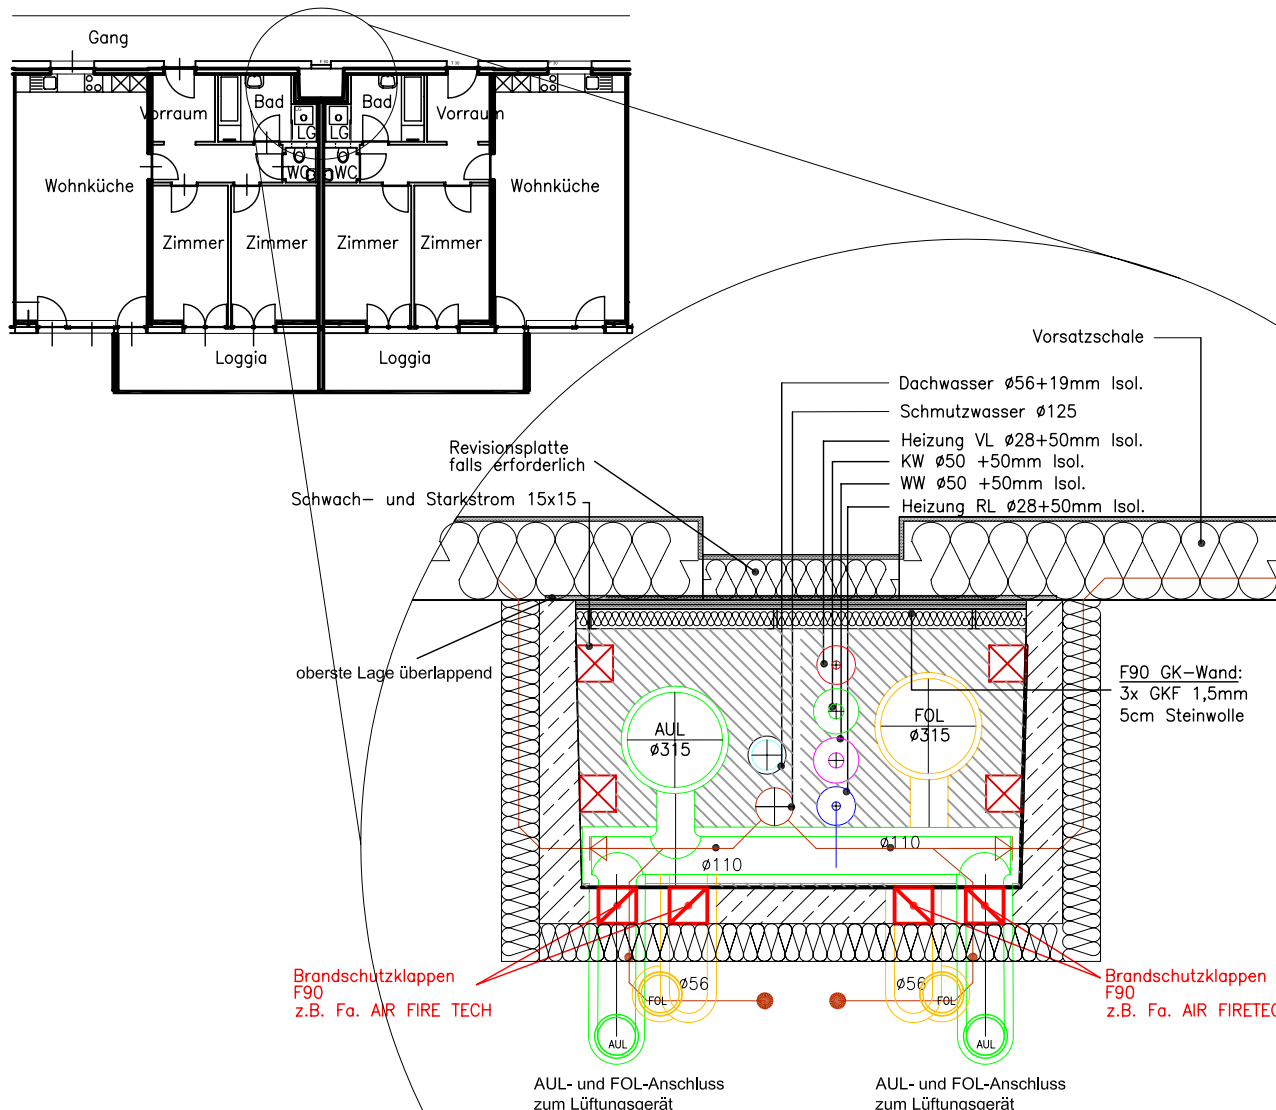 Gang
Vorraum
Bad
Bad
Vorraum
LG
LG
WC
WC
Wohnküche
Wohnküche
Zimmer
Zimmer
Zimmer
Zimmer
Loggia
Loggia
Vorsatzschale
Dachwasser ø56+19mm Isol.
Schmutzwasser ø125
Heizung VL ø28+50mm Isol.
KW ø50 +50mm Isol.
WW ø50 +50mm Isol.
Heizung RL ø28+50mm Isol.
Revisionsplatte
falls erforderlich
Schwach- und Starkstrom 15x15
oberste Lage überlappend
F90 GK-Wand:
3x GKF 1,5mm
5cm Steinwolle
AUL
ø315
FOL
ø315
ø110
ø110
Brandschutzklappen
F90
z.B. Fa. AIR FIRE TECH
Brandschutzklappen
F90
z.B. Fa. AIR FIRETEC
ø56
ø56
FOL
FOL
AUL
AUL
AUL- und FOL-Anschluss
zum Lüftungsgerät
AUL- und FOL-Anschluss
zum Lüftungsgerät